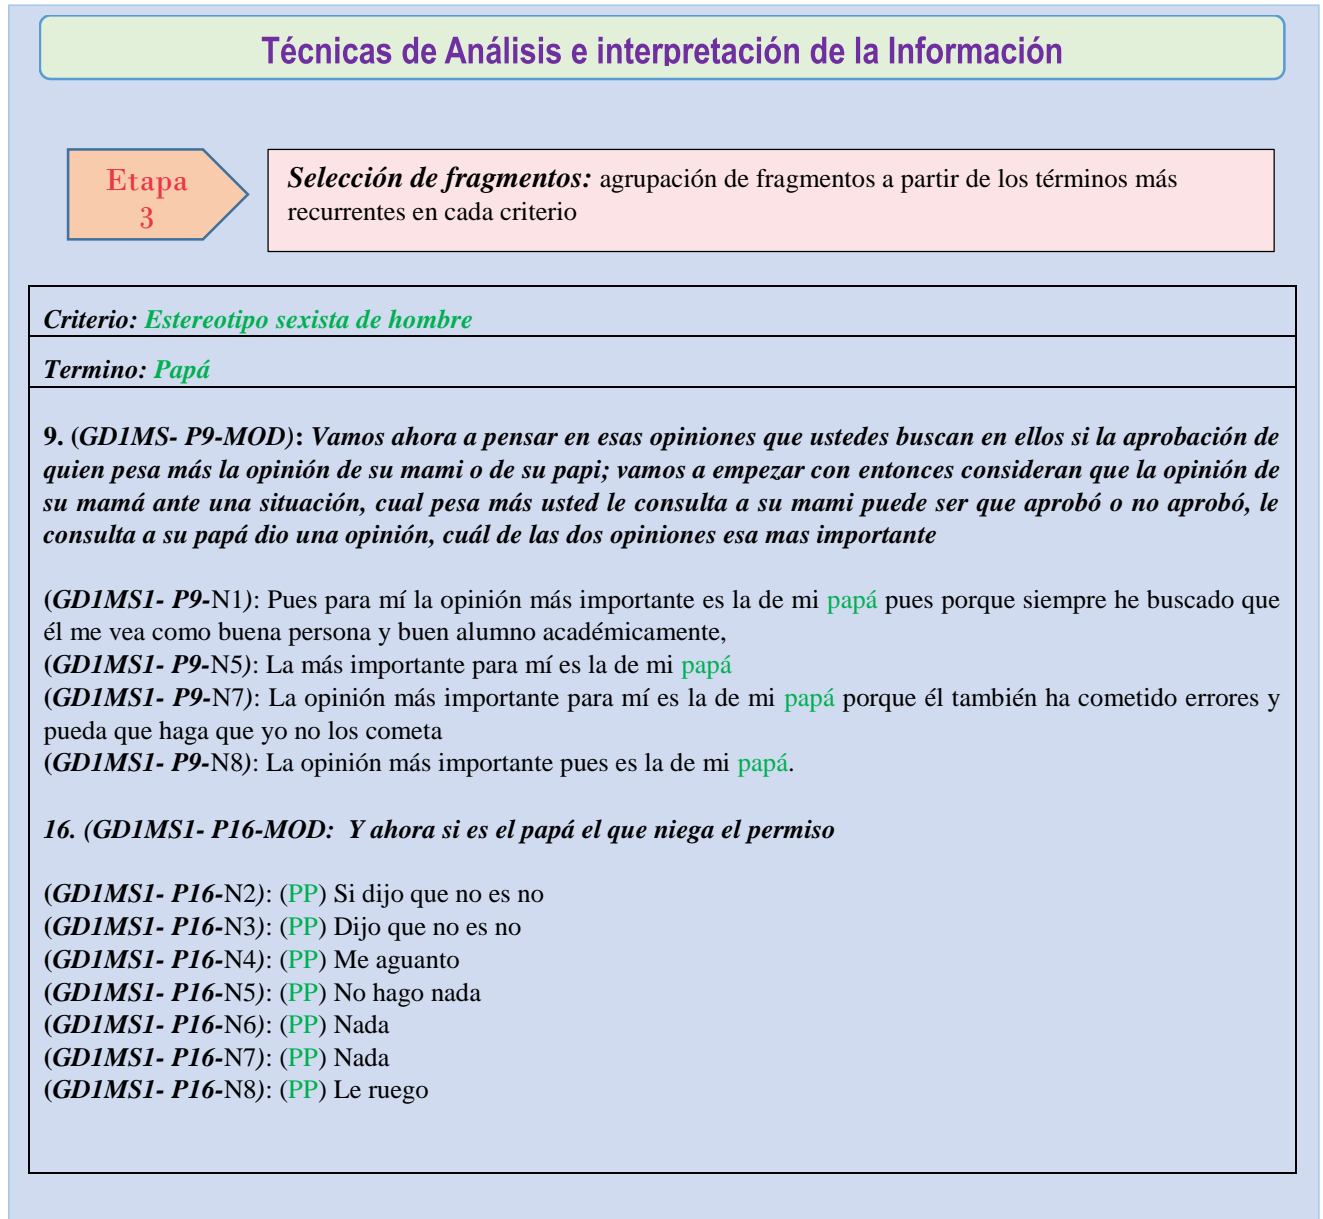 Técnicas de Análisis e interpretación de la Información
Etapa
3
Selección de fragmentos: agrupación de fragmentos a partir de los términos más
recurrentes en cada criterio
Criterio: Estereotipo sexista de hombre
Termino: Papá
9. (GD1MS- P9-MOD): Vamos ahora a pensar en esas opiniones que ustedes buscan en ellos si la aprobación de
quien pesa más la opinión de su mami o de su papi; vamos a empezar con entonces consideran que la opinión de
su mamá ante una situación, cual pesa más usted le consulta a su mami puede ser que aprobó o no aprobó, le
consulta a su papá dio una opinión, cuál de las dos opiniones esa mas importante
(GD1MS1- P9-N1): Pues para mí la opinión más importante es la de mi papá pues porque siempre he buscado que
él me vea como buena persona y buen alumno académicamente,
(GD1MS1- P9-N5): La más importante para mí es la de mi papá
(GD1MS1- P9-N7): La opinión más importante para mí es la de mi papá porque él también ha cometido errores y
pueda que haga que yo no los cometa
(GD1MS1- P9-N8): La opinión más importante pues es la de mi papá.
16. (GD1MS1- P16-MOD: Y ahora si es el papá el que niega el permiso
(GD1MS1- P16-N2): (PP) Si dijo que no es no
(GD1MS1- P16-N3): (PP) Dijo que no es no
(GD1MS1- P16-N4): (PP) Me aguanto
(GD1MS1- P16-N5): (PP) No hago nada
(GD1MS1- P16-N6): (PP) Nada
(GD1MS1- P16-N7): (PP) Nada
(GD1MS1- P16-N8): (PP) Le ruego